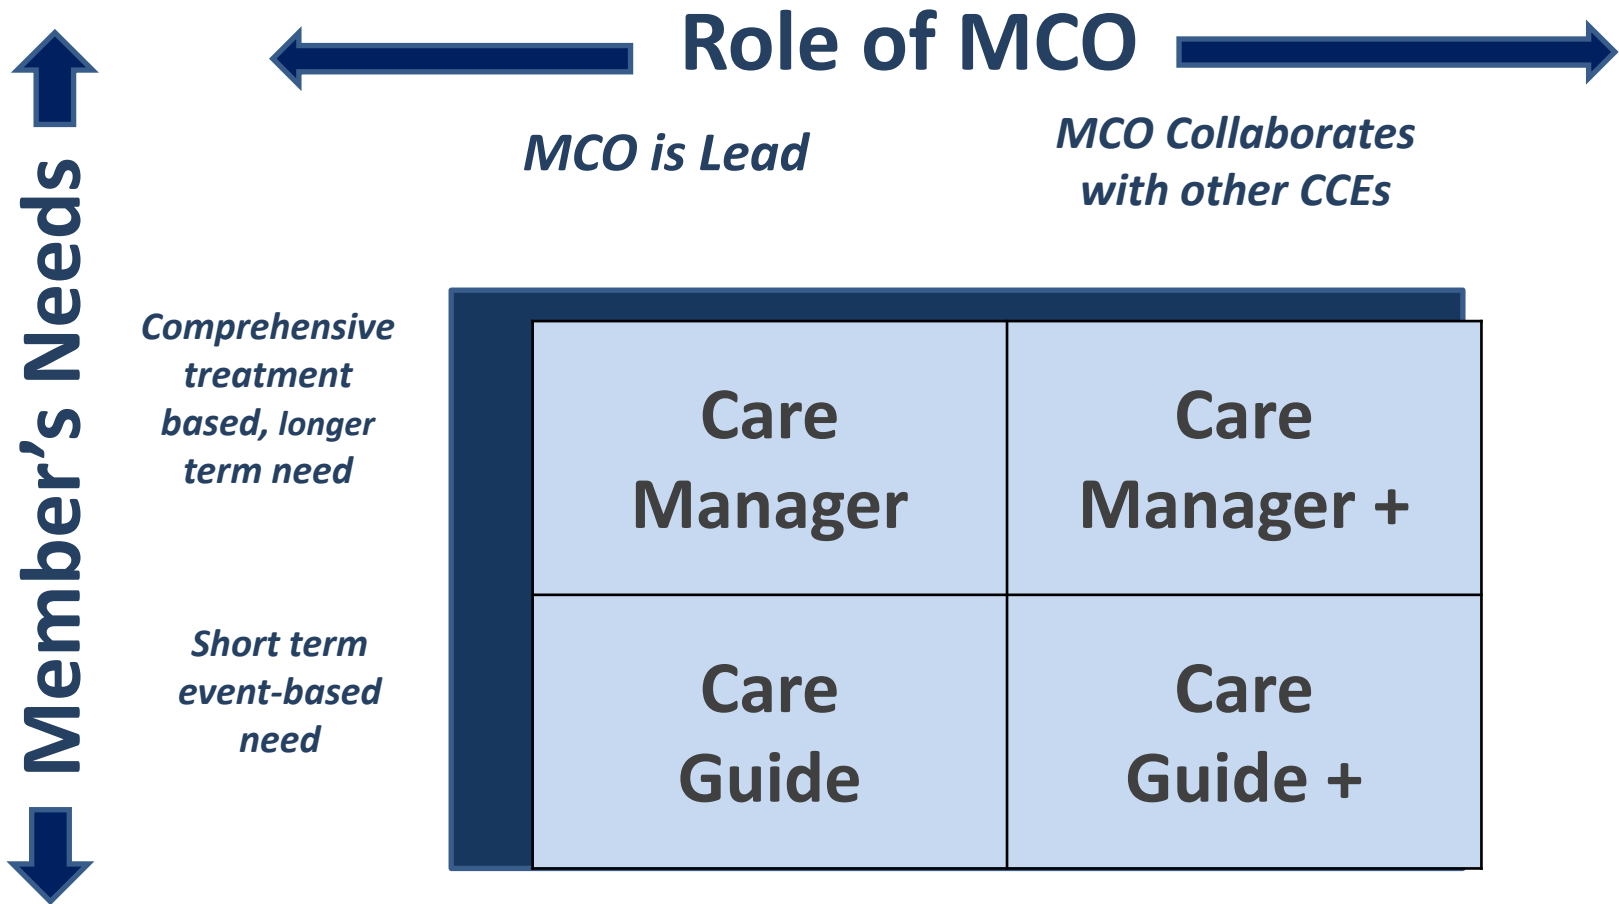 Role of MCO
MCO is Lead
MCO Collaborates
with other CCEs
Member's Needs
Comprehensive
treatment
based, longer
term need
Care
Manager
Care
Manager +
Short term
event-based
need
Care
Guide
Care
Guide +